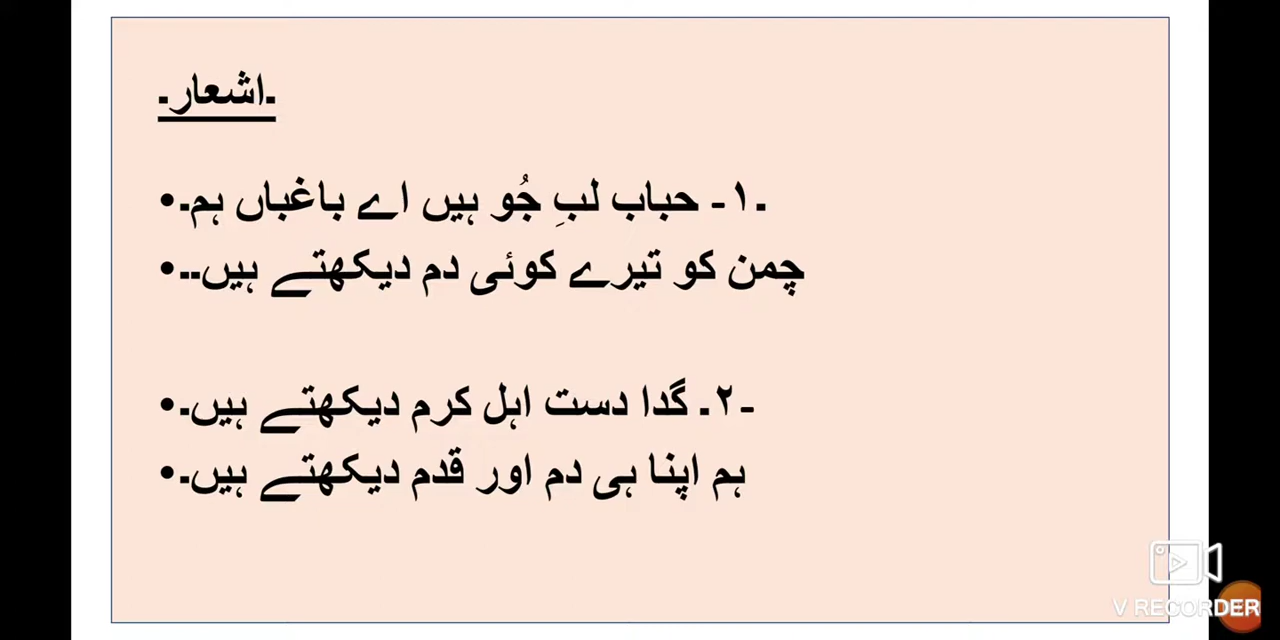 ۔اشعار۔
۔۱- حباب لبِ جُو ہیں اے باغباں ہم۔
چمن کو تیرے کوئی دم دیکھتے ہیں۔۔
-۲۔ گدا دست اہل کرم دیکھتے ہیں۔
ہم اپنا ہی دم اور قدم دیکھتے ہیں۔
V RECORDER